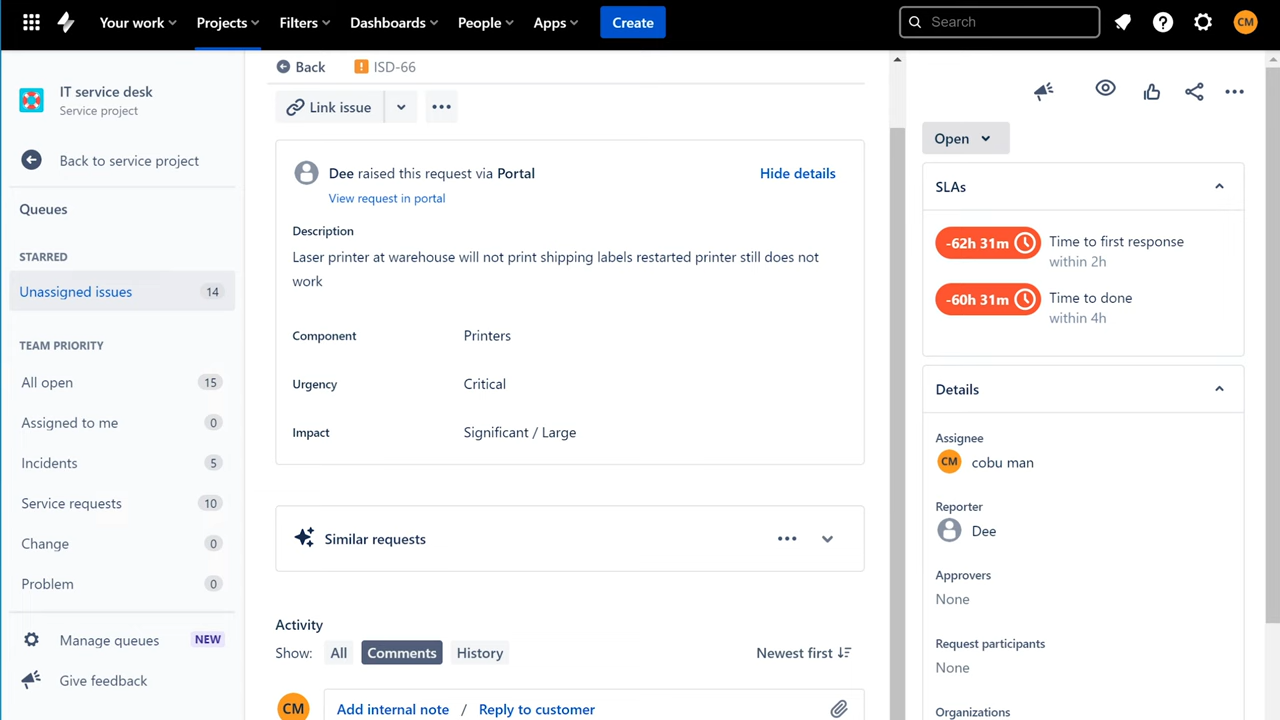 Your work
Projects
Filters
Dashboards
People
Apps
Create
Search
CM
IT service desk
Service project
Back to service project
Queues
STARRED
Unassigned issues 14
TEAM PRIORITY
All open 15
Assigned to me 0
Incidents 5
Service requests 10
Change 0
Problem 0
Manage queues NEW
Give feedback
Back
ISD-66
Link issue
Dee raised this request via Portal
Hide details
View request in portal
Description
Laser printer at warehouse will not print shipping labels restarted printer still does not
work
Component Printers
Urgency Critical
Impact Significant / Large
Similar requests
Activity
Show: All Comments History
Newest first
CM
Add internal note / Reply to customer
Open
SLAs
-62h 31m Time to first response
within 2h
-60h 31m Time to done
within 4h
Details
Assignee
CM cobu man
Reporter
Dee
Approvers
None
Request participants
None
Organizations